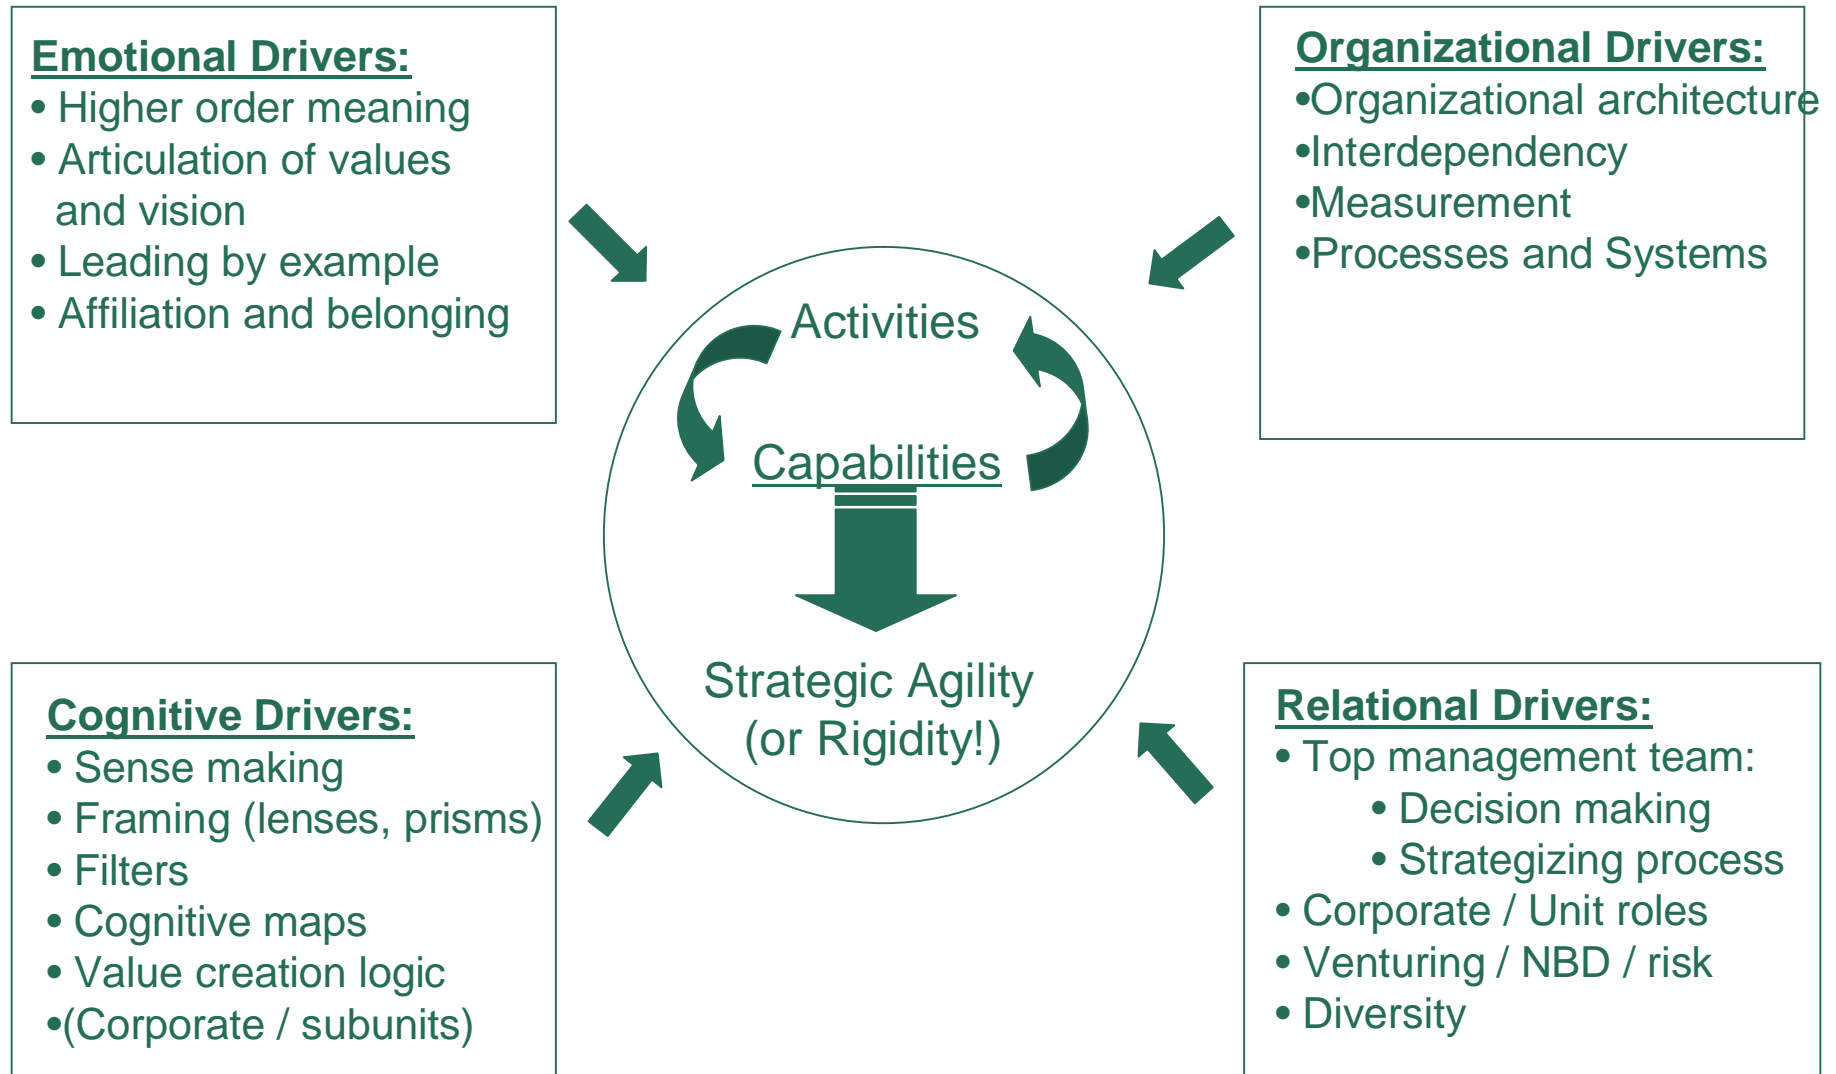 Emotional Drivers:
• Higher order meaning
• Articulation of values
and vision
• Leading by example
• Affiliation and belonging
Organizational Drivers:
•Organizational architecture
•Interdependency
•Measurement
•Processes and Systems
Activities
Capabilities
Strategic Agility
(or Rigidity!)
Cognitive Drivers:
• Sense making
• Framing (lenses, prisms)
• Filters
• Cognitive maps
• Value creation logic
•(Corporate / subunits)
Relational Drivers:
• Top management team:
• Decision making
• Strategizing process
• Corporate / Unit roles
• Venturing / NBD / risk
• Diversity